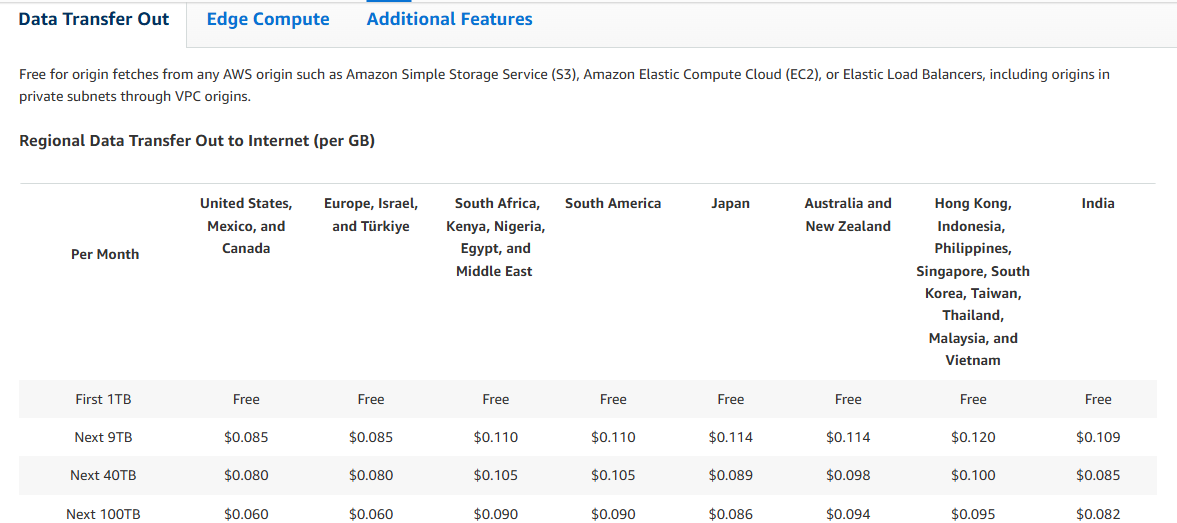 Data Transfer Out Edge Compute Additional Features
Free for origin fetches from any AWS origin such as Amazon Simple Storage Service (S3), Amazon Elastic Compute Cloud (EC2), or Elastic Load Balancers, including origins in
private subnets through VPC origins.
Regional Data Transfer Out to Internet (per GB)
Per Month
United States,
Mexico, and
Canada
Europe, Israel,
and Türkiye
South Africa,
Kenya, Nigeria,
Egypt, and
Middle East
South America
Japan
Australia and
New Zealand
Hong Kong,
Indonesia,
Philippines,
Singapore, South
Korea, Taiwan,
Thailand,
Malaysia, and
Vietnam
India
First 1TB Free Free Free Free Free Free Free Free
Next 9TB $0.085 $0.085 $0.110 $0.110 $0.114 $0.114 $0.120 $0.109
Next 40TB $0.080 $0.080 $0.105 $0.105 $0.089 $0.098 $0.100 $0.085
Next 100TB $0.060 $0.060 $0.090 $0.090 $0.086 $0.094 $0.095 $0.082